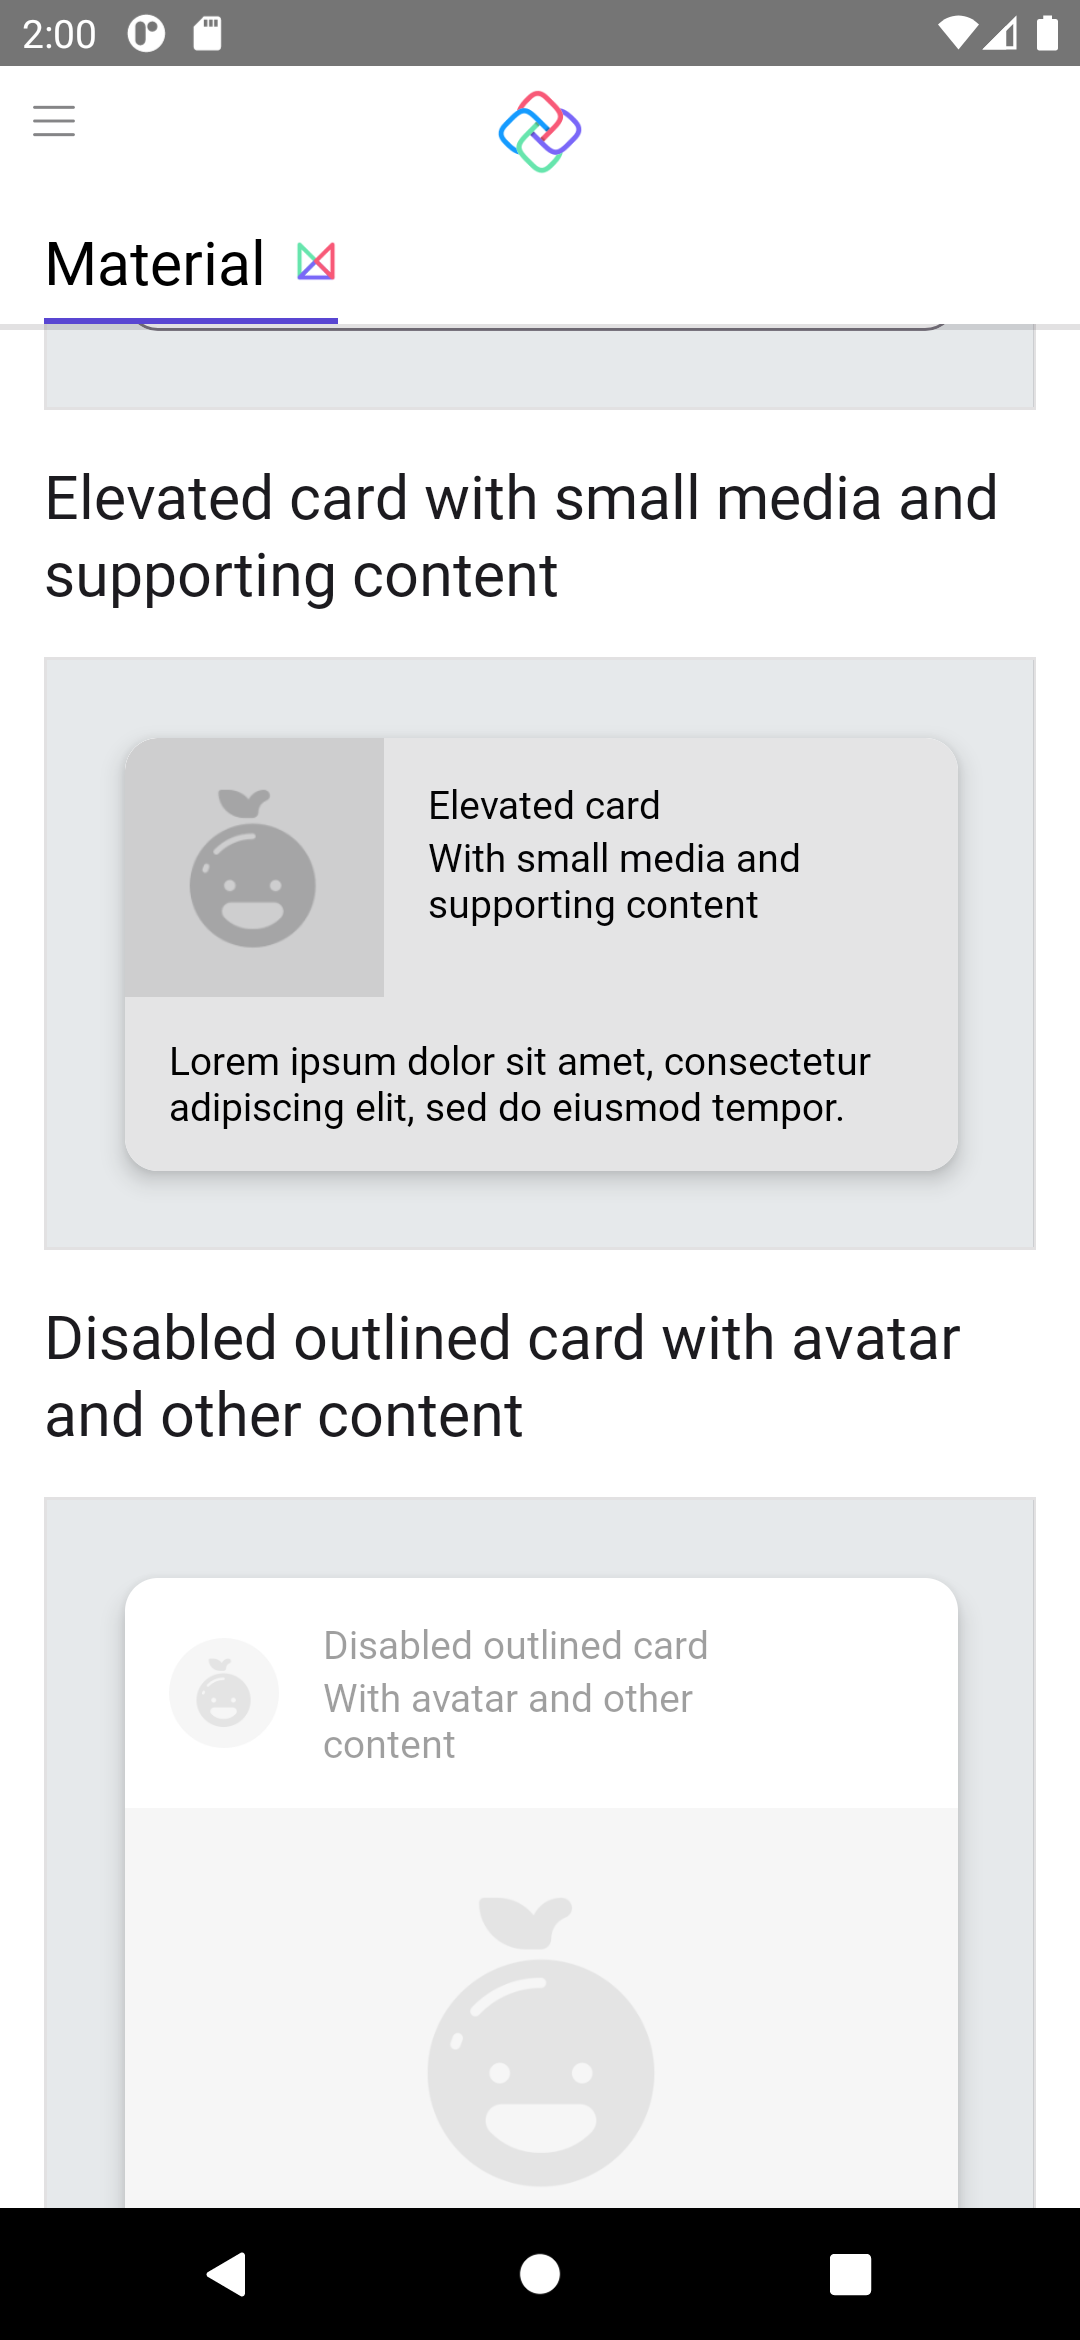 2:00
Material
Elevated card with small media and
supporting content
Elevated card
With small media and
supporting content
Lorem ipsum dolor sit amet, consectetur
adipiscing elit, sed do eiusmod tempor.
Disabled outlined card with avatar
and other content
Disabled outlined card
With avatar and other
content